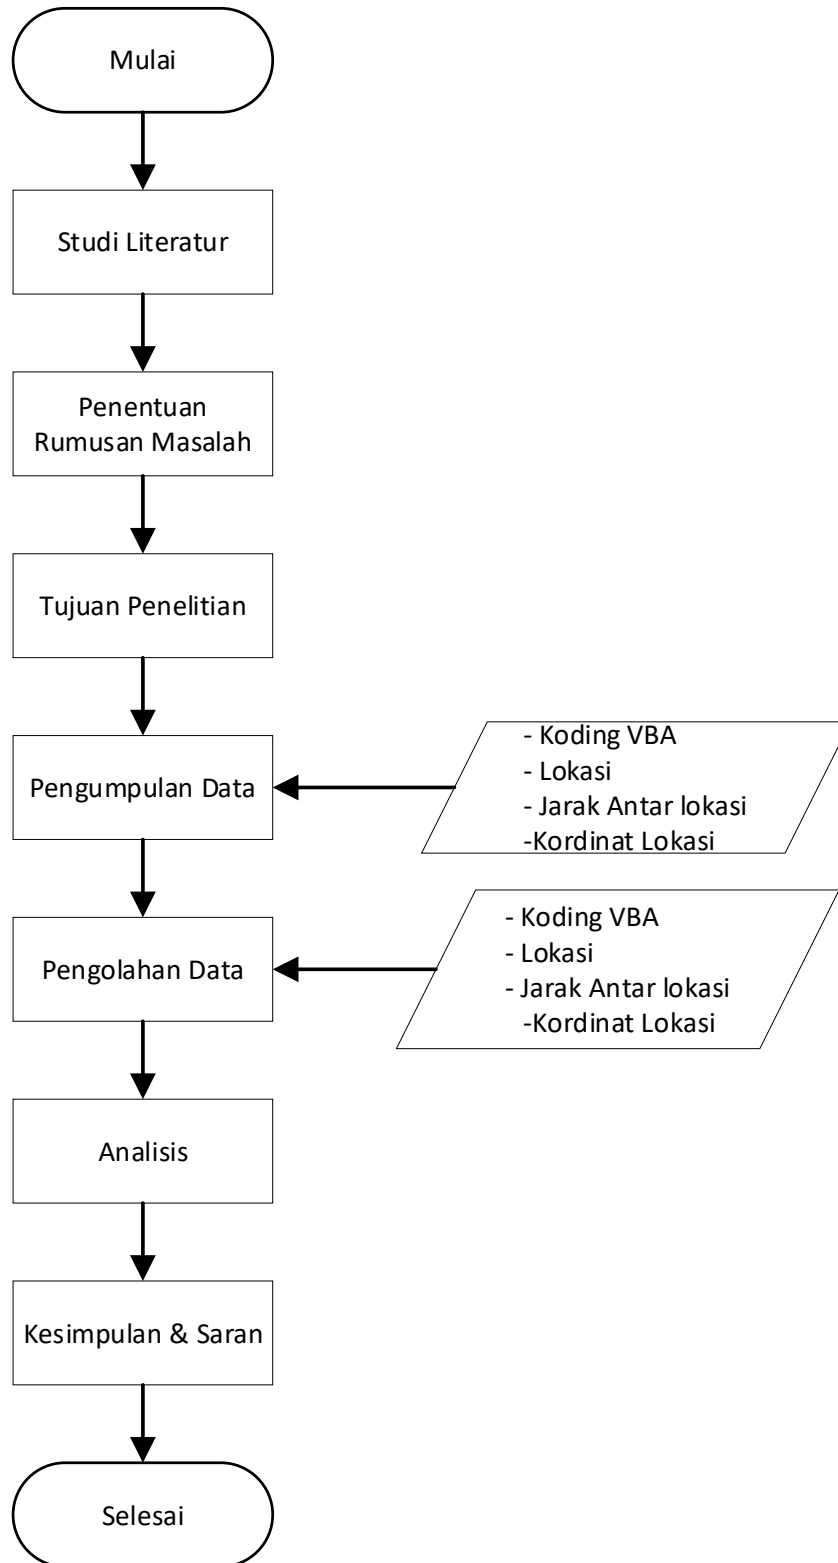 Mulai
Studi Literatur
Penentuan
Rumusan Masalah
Tujuan Penelitian
Pengumpulan Data
- Koding VBA
- Lokasi
- Jarak Antar lokasi
-Kordinat Lokasi
Pengolahan Data
- Koding VBA
- Lokasi
- Jarak Antar lokasi
-Kordinat Lokasi
Analisis
Kesimpulan & Saran
Selesai